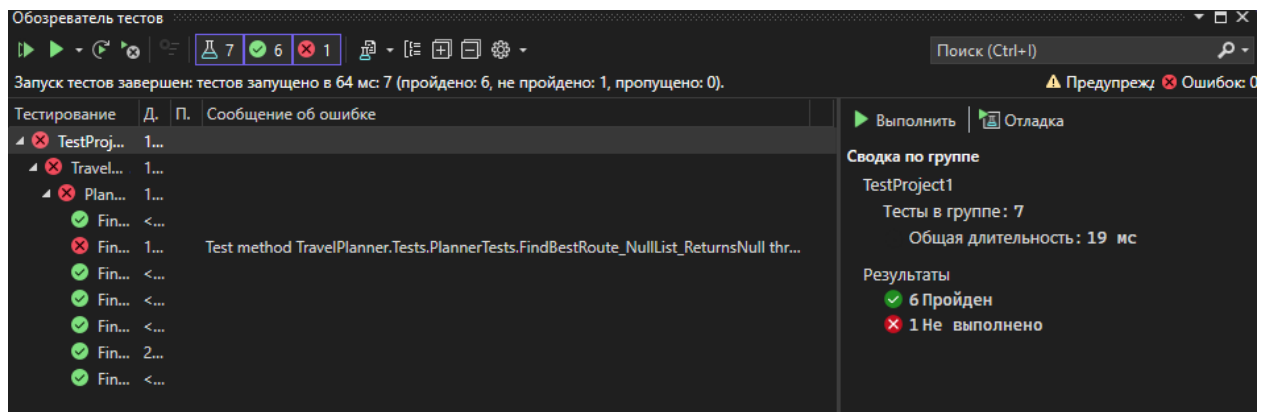 Обозреватель тестов
7 6 1 Поиск (Ctrl+I)
Запуск тестов завершен: тестов запущено в 64 мс: 7 (пройдено: 6, не пройдено: 1, пропущено: 0). Предупреж Ошибок: 0
Тестирование Д. П. Сообщение об ошибке
TestProj... 1...
Travel... 1...
Plan... 1...
Fin... <...
Fin... 1... Test method TravelPlanner.Tests.PlannerTests.FindBestRoute_NullList_ReturnsNull thr...
Fin... <...
Fin... <...
Fin... <...
Fin... 2...
Fin... <...
Выполнить Отладка
Сводка по группе
TestProject1
Тесты в группе: 7
Общая длительность: 19 мс
Результаты
6 Пройден
1 Не выполнено